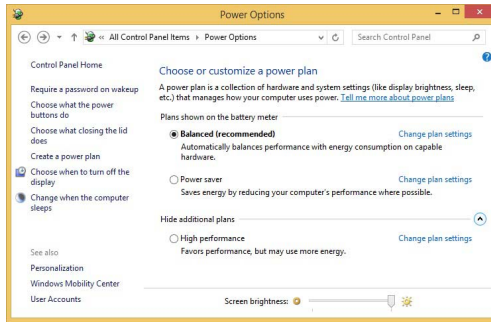 Power Options
« All Control Panel Items ▸ Power Options
Search Control Panel
Control Panel Home
Require a password on wakeup
Choose what the power
buttons do
Choose what closing the lid
does
Create a power plan
Choose when to turn off the
display
Change when the computer
sleeps
See also
Personalization
Windows Mobility Center
User Accounts
Choose or customize a power plan
A power plan is a collection of hardware and system settings (like display brightness, sleep,
etc.) that manages how your computer uses power. Tell me more about power plans
Plans shown on the battery meter
Balanced (recommended) Change plan settings
Automatically balances performance with energy consumption on capable
hardware.
Power saver Change plan settings
Saves energy by reducing your computer's performance where possible.
Hide additional plans
High performance Change plan settings
Favors performance, but may use more energy.
Screen brightness: